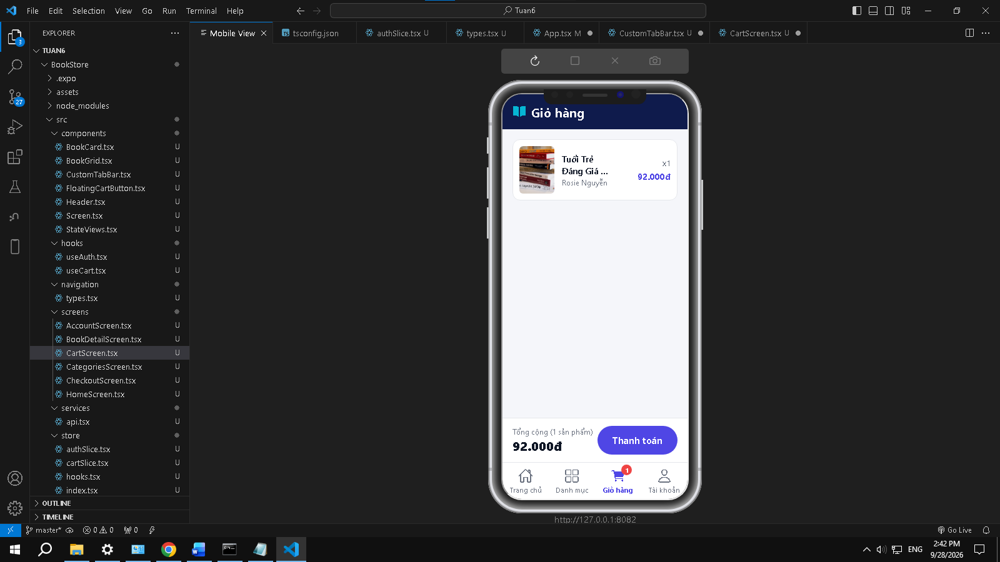 File Edit Selection View Go Run Terminal Help
Tuan6
EXPLORER
Mobile View
tsconfig.json
authSlice.tsx U
types.tsx U
App.tsx M
CustomTabBar.tsx U
CartScreen.tsx U
TUAN6
BookStore
.expo
assets
node_modules
src
components
BookCard.tsx U
BookGrid.tsx U
CustomTabBar.tsx U
FloatingCartButton.tsx U
Header.tsx U
Screen.tsx U
StateViews.tsx U
hooks
useAuth.tsx U
useCart.tsx U
navigation
types.tsx U
screens
AccountScreen.tsx U
BookDetailScreen.tsx U
CartScreen.tsx U
CategoriesScreen.tsx U
CheckoutScreen.tsx U
HomeScreen.tsx U
services
api.tsx U
store
authSlice.tsx U
cartSlice.tsx U
hooks.tsx U
index.tsx U
OUTLINE
TIMELINE
3
27
TS
Giỏ hàng
Tuổi Trẻ
Đáng Giá ...
Rosie Nguyễn
x1
92.000đ
Tổng cộng (1 sản phẩm)
92.000đ
Thanh toán
1
Trang chủ
Danh mục
Giỏ hàng
Tài khoản
http://127.0.0.1:8082
master*
0 0
0
Go Live
ENG
2:42 PM
9/28/2026